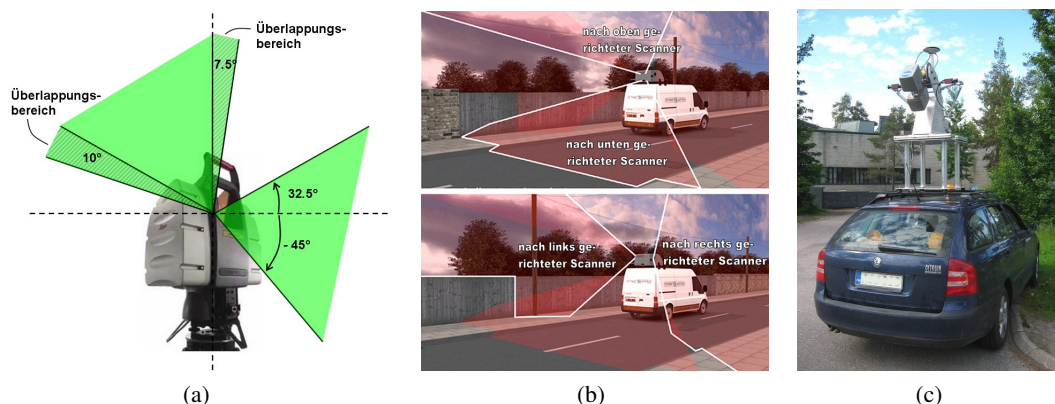 Überlappungs-
bereich
Überlappungs-
bereich
7.5°
10°
32.5°
- 45°
(a)
nach oben ge-
richteter Scanner
nach unten ge-
richteter Scanner
nach links ge-
richteter Scanner
nach rechts ge-
richteter Scanner
(b)
(c)